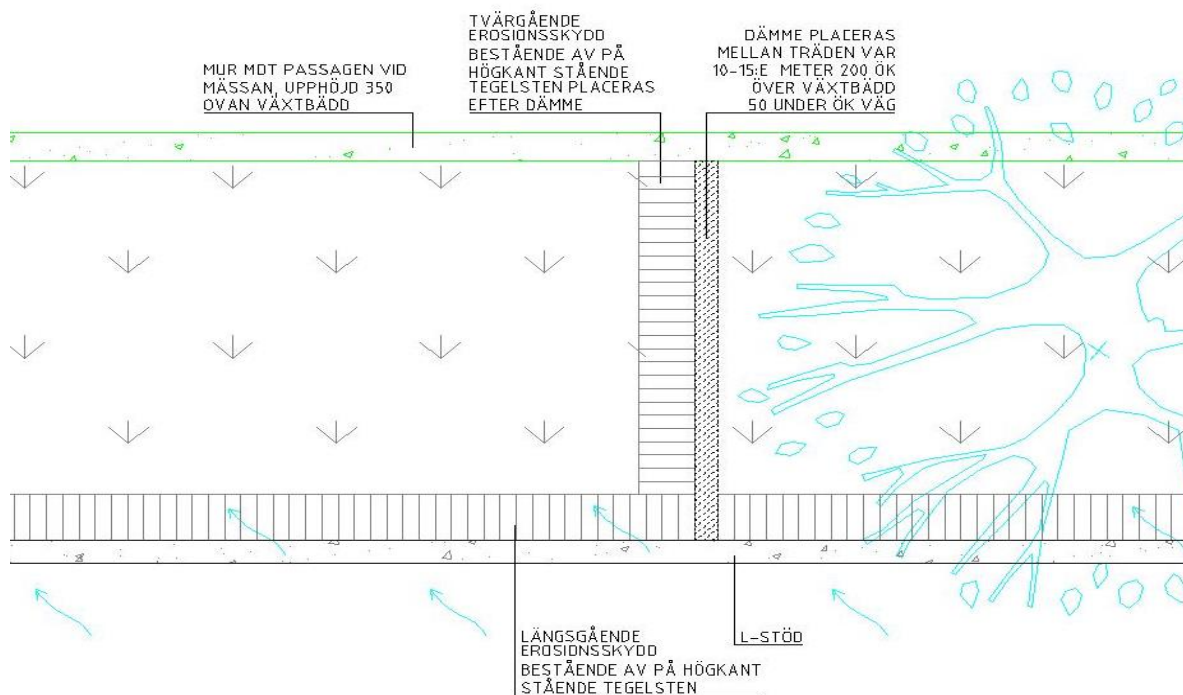 MUR MOT PASSAGEN VID
MÄSSAN, UPPHÖJD 350
OVAN VÄXTBÄDD
TVÄRGÅENDE
EROSIONSSKYDD
BESTÅENDE AV PÅ
HÖGKANT STÅENDE
TEGELSTEN PLACERAS
EFTER DÄMME
DÄMME PLACERAS
MELLAN TRÄDEN VAR
10-15:E METER 200 ÖK
ÖVER VÄXTBÄDD
50 UNDER ÖK VÄG
LÄNGSGÅENDE
EROSIONSSKYDD
BESTÅENDE AV PÅ HÖGKANT
STÅENDE TEGELSTEN
L-STÖD